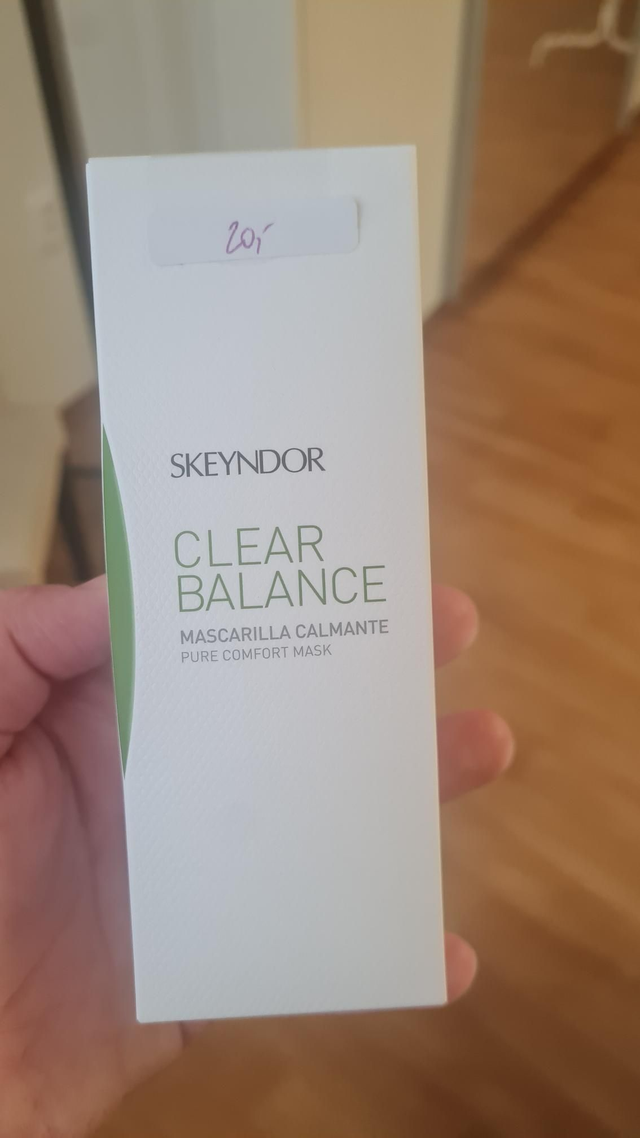 20,-
SKEYNDOR
CLEAR
BALANCE
MASCARILLA CALMANTE
PURE COMFORT MASK